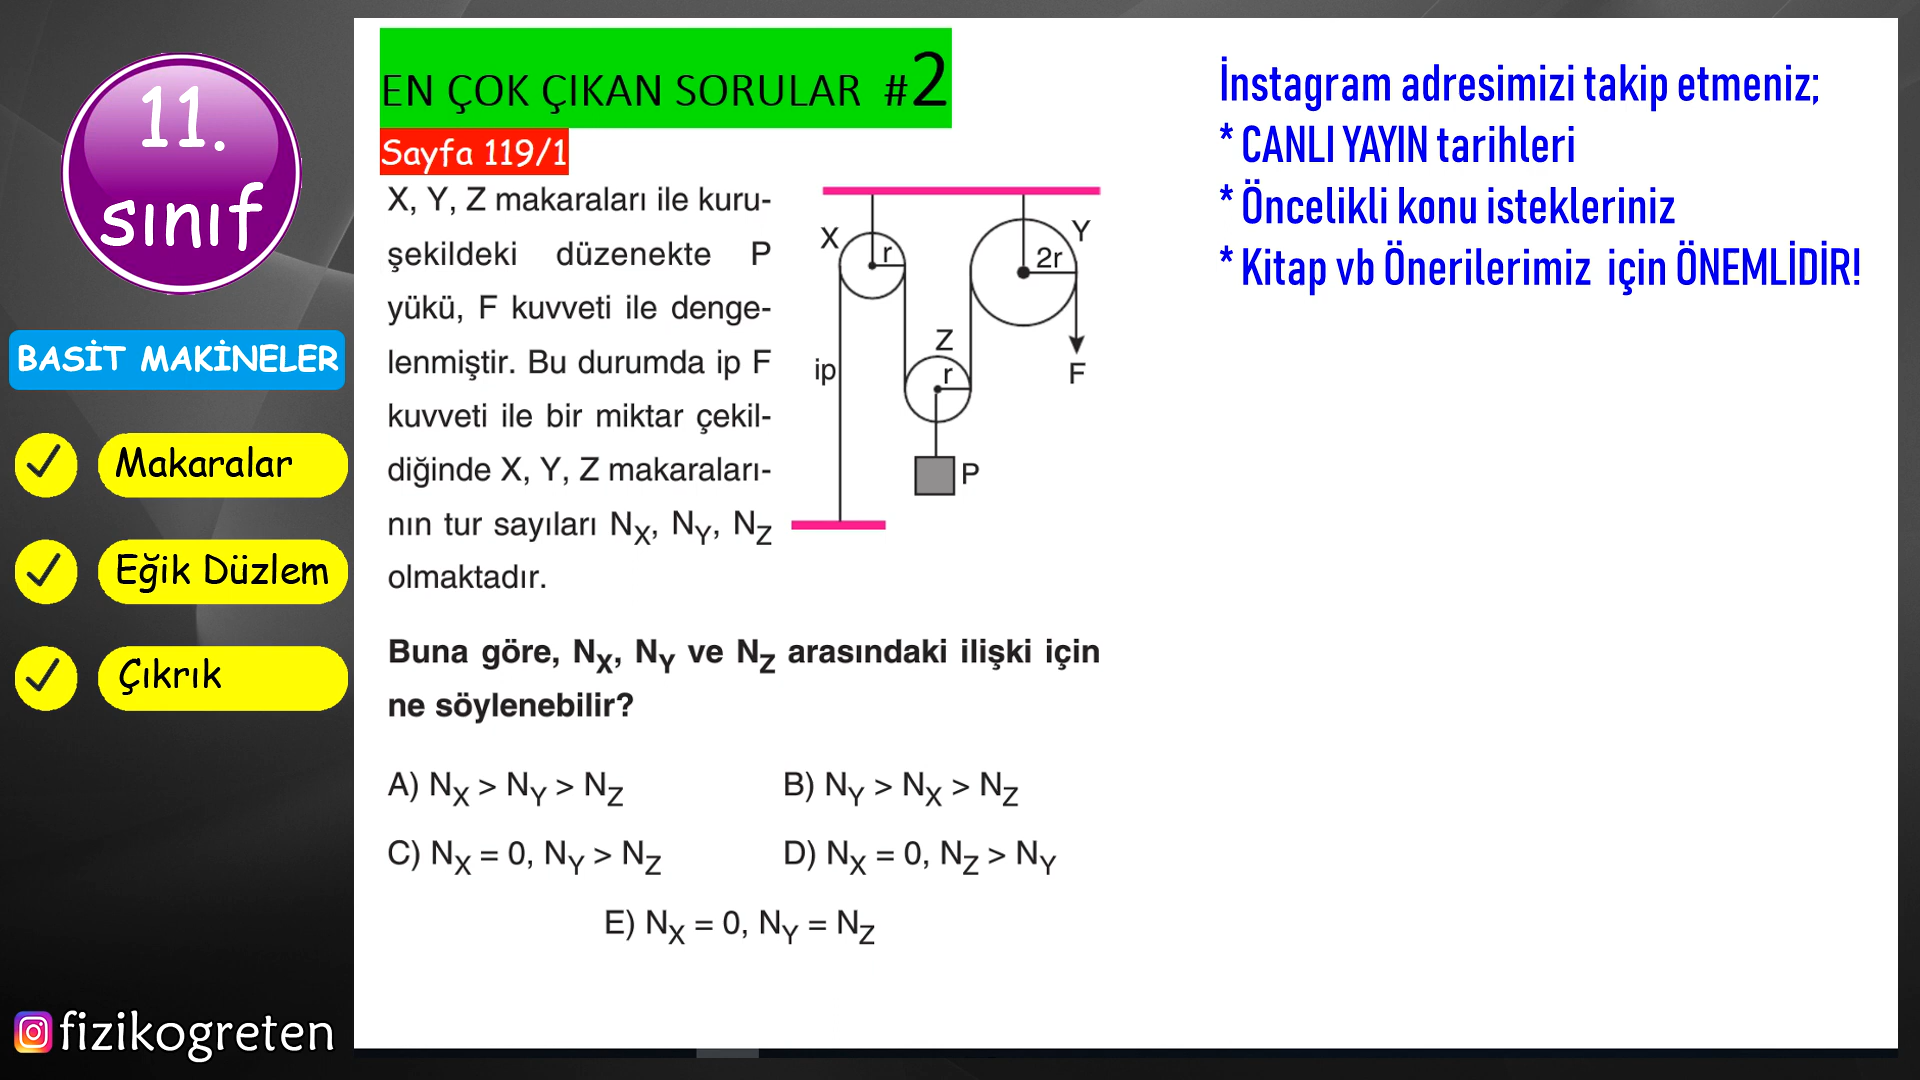 11.
sınıf
BASİT MAKİNELER
Makaralar
Eğik Düzlem
Çıkrık
fizikogreten
EN ÇOK ÇIKAN SORULAR #2
Sayfa 119/1
X, Y, Z makaraları ile kuru-
şekildeki düzenekte P
yükü, F kuvveti ile denge-
lenmiştir. Bu durumda ip F
kuvveti ile bir miktar çekil-
diğinde X, Y, Z makaraları-
nın tur sayıları NX, NY, NZ
olmaktadır.
X
r
Y
2r
Z
r
ip
F
P
Buna göre, NX, NY ve NZ arasındaki ilişki için
ne söylenebilir?
A) NX > NY > NZ
B) NY > NX > NZ
C) NX = 0, NY > NZ
D) NX = 0, NZ > NY
E) NX = 0, NY = NZ
İnstagram adresimizi takip etmeniz;
* CANLI YAYIN tarihleri
* Öncelikli konu istekleriniz
* Kitap vb Önerilerimiz için ÖNEMLİDİR!